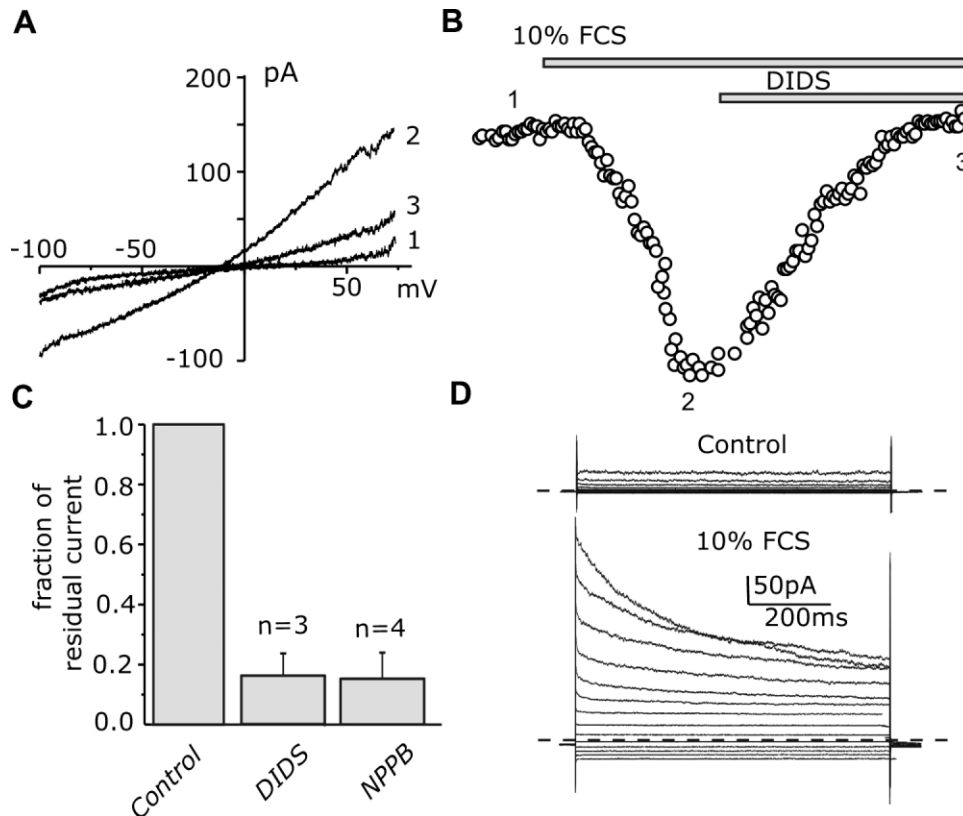 A
pA
200
100
2
3
1
-100
-50
50
mV
-100
B
10% FCS
DIDS
1
3
2
C
fraction of
residual current
1.0
0.8
0.6
0.4
0.2
0.0
n=3
n=4
Control
DIDS
NPPB
D
Control
10% FCS
50pA
200ms